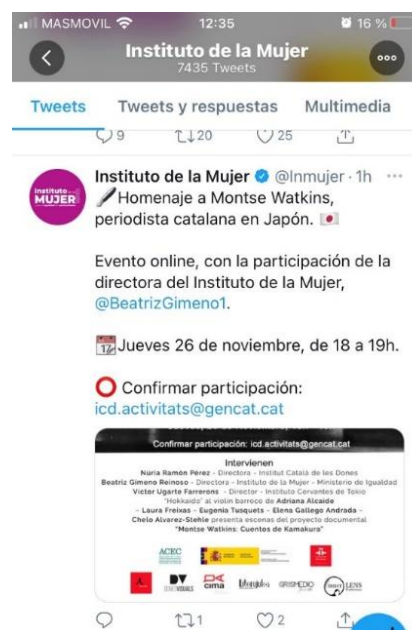 MASMOVIL 12:35 16 %
Instituto de la Mujer
7435 Tweets
Tweets Tweets y respuestas Multimedia
9 20 25
Instituto de la Mujer @Inmujer · 1h
Instituto MUJER
Homenaje a Montse Watkins,
periodista catalana en Japón.
Evento online, con la participación de la
directora del Instituto de la Mujer,
@BeatrizGimeno1.
Jueves 26 de noviembre, de 18 a 19h.
Confirmar participación:
icd.activitats@gencat.cat
Confirmar participación: icd.activitats@gencat.cat
Intervienen
Nuria Ramón Pérez - Directora - Institut Català de les Dones
Beatriz Gimeno Reinoso - Directora - Instituto de la Mujer - Ministerio de Igualdad
Víctor Ugarte Farrerons - Director - Instituto Cervantes de Tokio
"Hokkaido" al violín barroco de Adriana Alcaide
- Laura Freixas - Eugenia Tusquets - Elena Gallego Andrada -
Chelo Alvarez-Stehle presenta escenas del proyecto documental
"Montse Watkins: Cuentos de Kamakura"
ACEC
DONES VISUALS
cima
GRISMEDIO
LENS
1 2